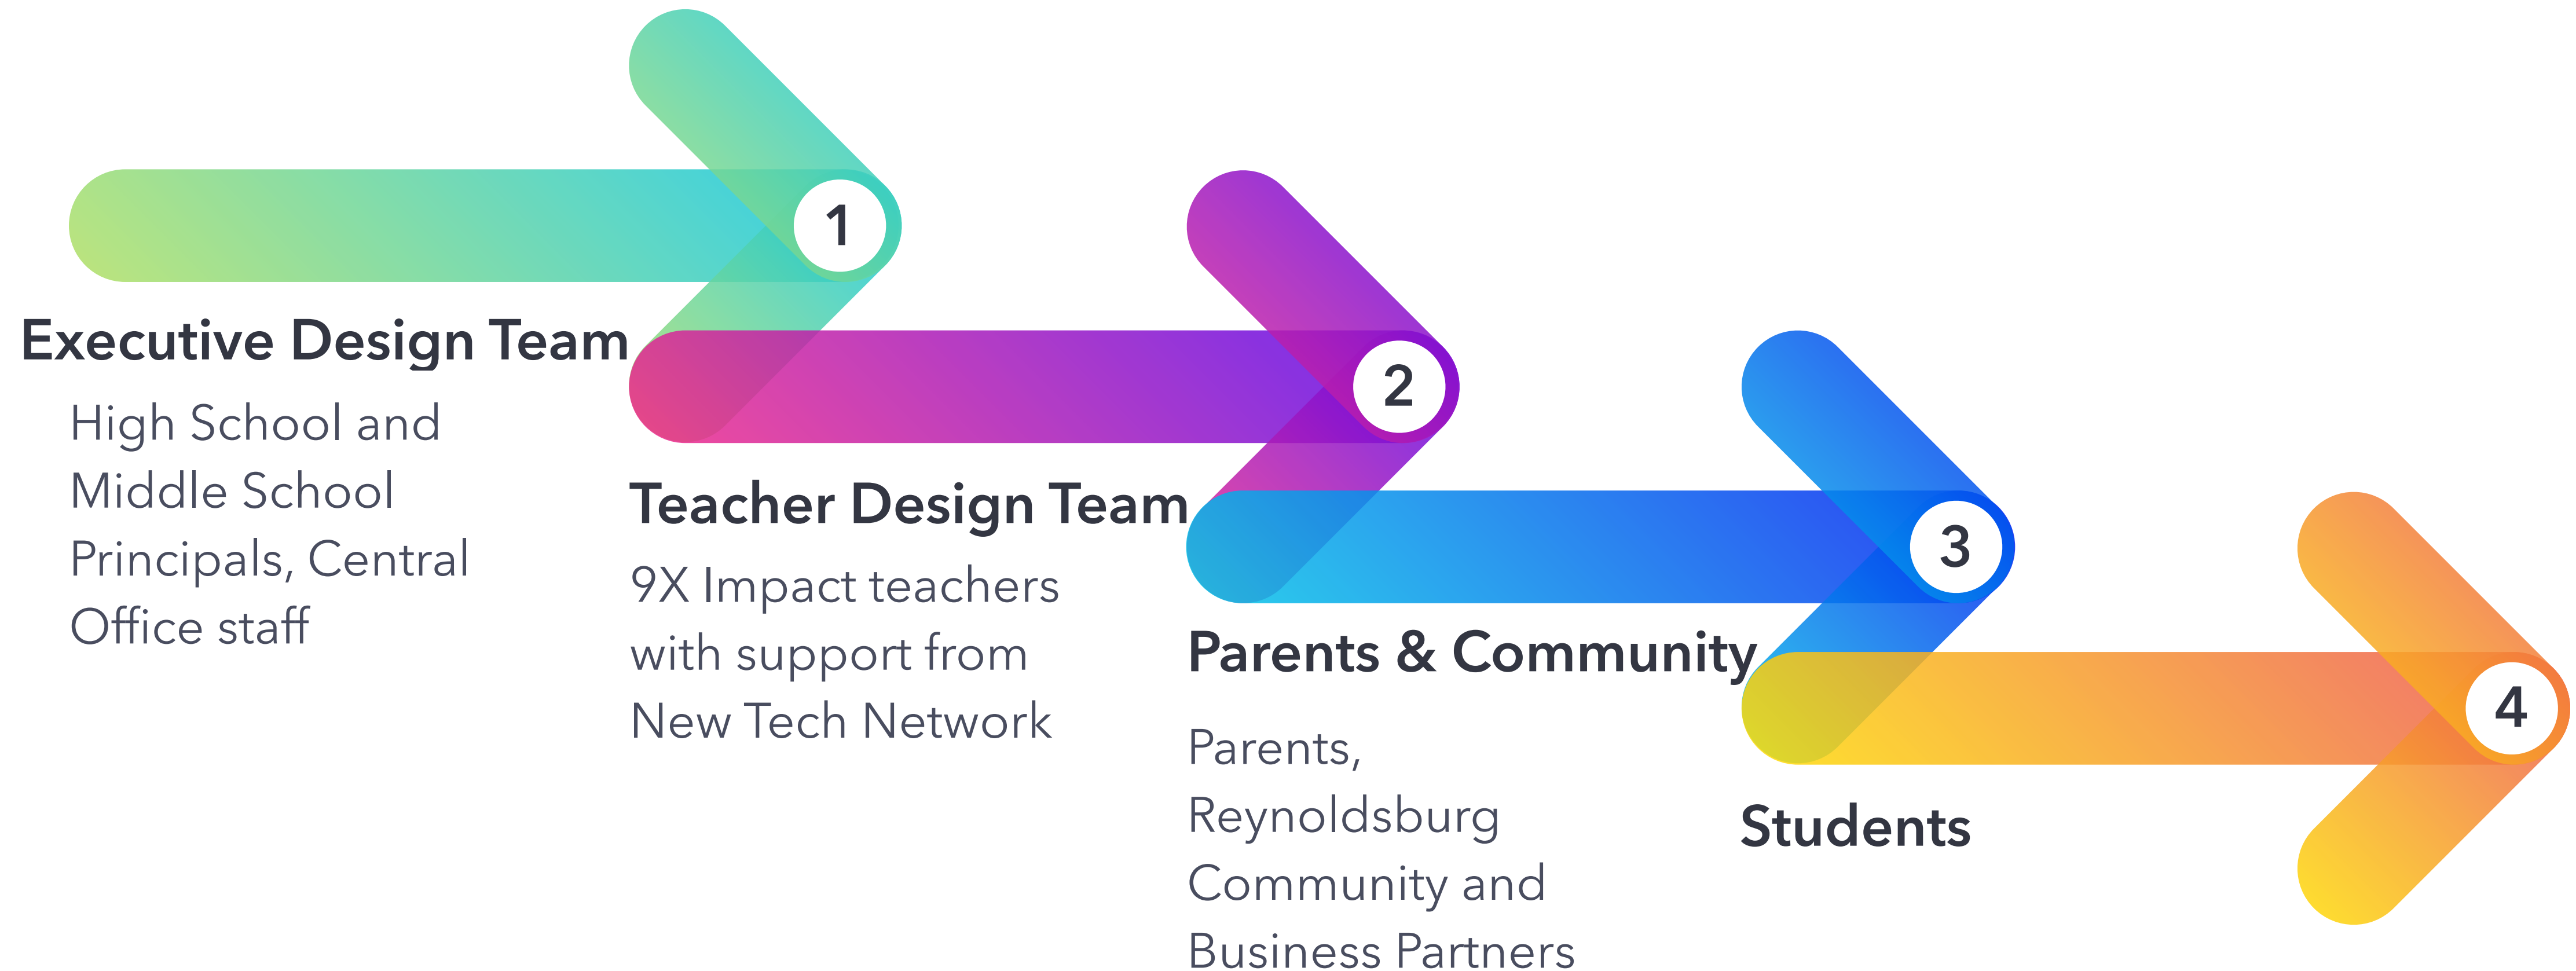 1
Executive Design Team
High School and
Middle School
Principals, Central
Office staff
2
Teacher Design Team
9X Impact teachers
with support from
New Tech Network
3
Parents & Community
Parents,
Reynoldsburg
Community and
Business Partners
4
Students